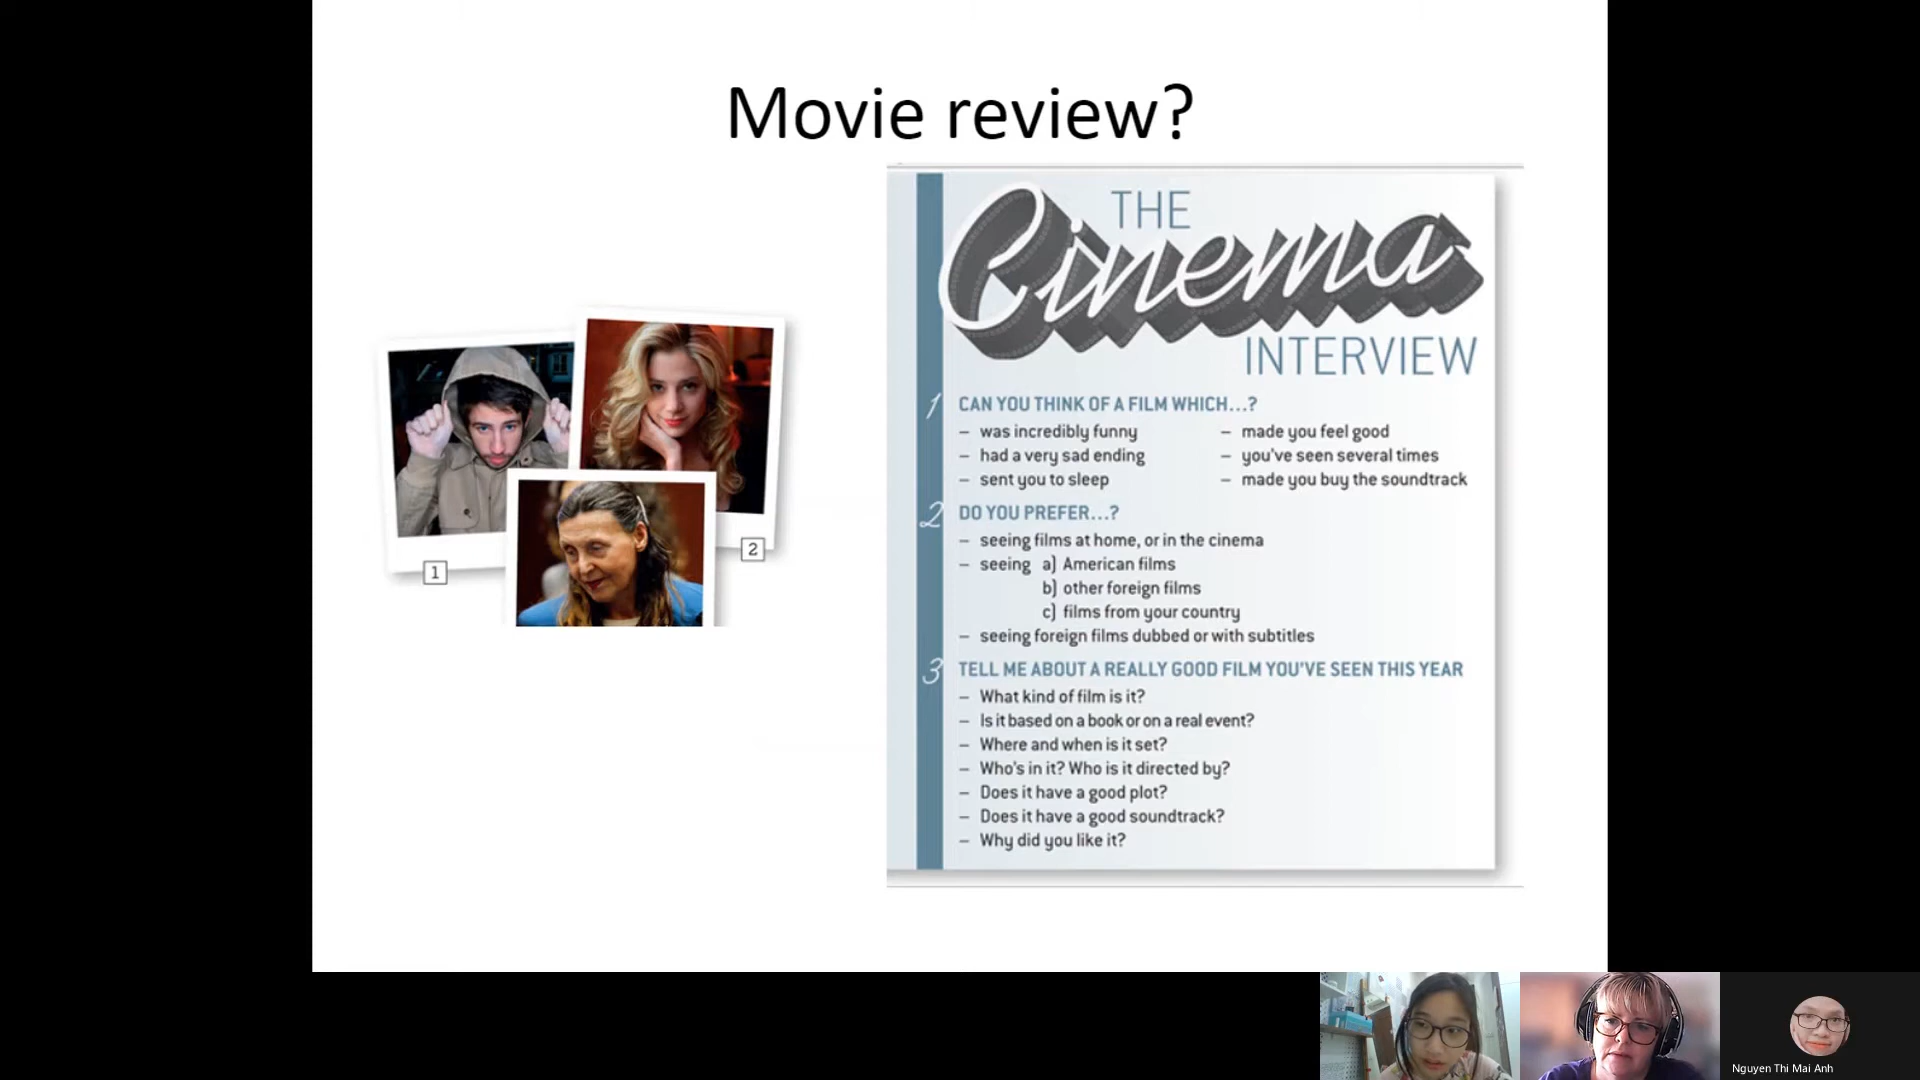 Movie review?
THE
Cinema
INTERVIEW
1 CAN YOU THINK OF A FILM WHICH...?
– was incredibly funny
– had a very sad ending
– sent you to sleep
– made you feel good
– you've seen several times
– made you buy the soundtrack
2 DO YOU PREFER...?
– seeing films at home, or in the cinema
– seeing a) American films
b) other foreign films
c) films from your country
– seeing foreign films dubbed or with subtitles
3 TELL ME ABOUT A REALLY GOOD FILM YOU'VE SEEN THIS YEAR
– What kind of film is it?
– Is it based on a book or on a real event?
– Where and when is it set?
– Who's in it? Who is it directed by?
– Does it have a good plot?
– Does it have a good soundtrack?
– Why did you like it?
1
2
Nguyen Thi Mai Anh